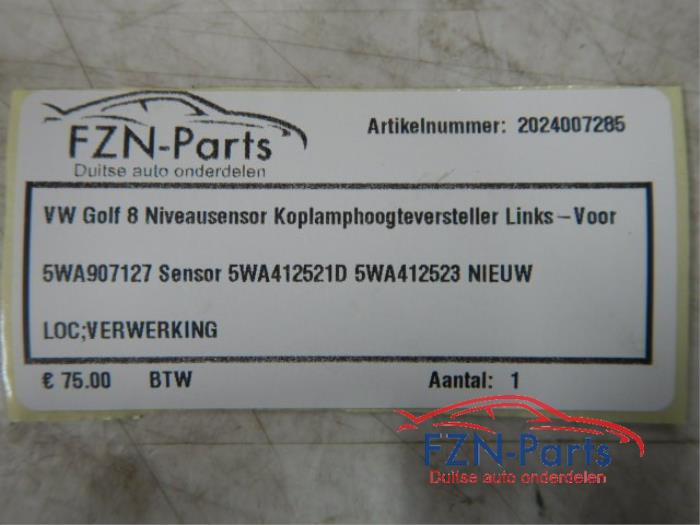 FZN-Parts
Duitse auto onderdelen
Artikelnummer: 2024007285
VW Golf 8 Niveausensor Koplamphoogteversteller Links-Voor
5WA907127 Sensor 5WA412521D 5WA412523 NIEUW
LOC;VERWERKING
€ 75.00 BTW Aantal: 1
FZN-Parts
Duitse auto onderdelen